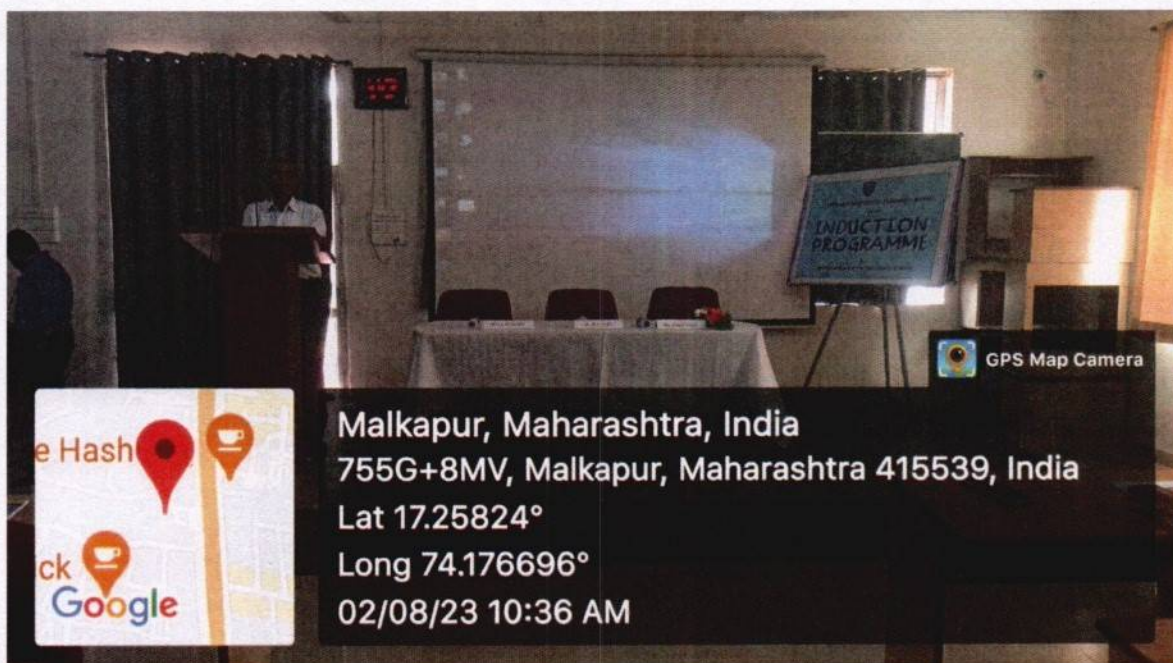 INDUCTION
PROGRAMME
GPS Map Camera
e Hash
ck
Google
Malkapur, Maharashtra, India
755G+8MV, Malkapur, Maharashtra 415539, India
Lat 17.25824°
Long 74.176696°
02/08/23 10:36 AM